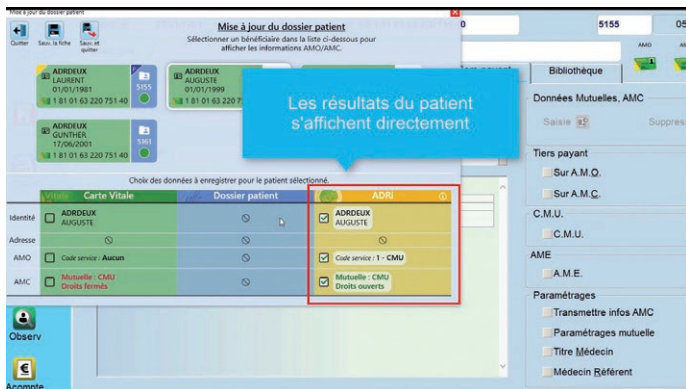 Mise à jour du dossier patient
Quitter
Sauv. la fiche
Sauv. et quitter
Mise à jour du dossier patient
Sélectionner un bénéficiaire dans la liste ci-dessous pour
afficher les informations AMO/AMC.
5155
ADRDEUX
LAURENT
01/01/1981
1 81 01 63 220 751 40
5155
ADRDEUX
AUGUSTE
01/01/1999
1 81 01 63 220
ADRDEUX
GUNTHER
17/06/2001
1 81 01 63 220 751 40
5161
Les résultats du patient
s'affichent directement
Choix des données à enregistrer pour le patient sélectionné.
Vitale
Carte Vitale
Dossier patient
ADRi
Identité
ADRDEUX
AUGUSTE
ADRDEUX
AUGUSTE
Adresse
AMO
Code service : Aucun
Code service : 1 - CMU
AMC
Mutuelle : CMU
Droits fermés
Mutuelle : CMU
Droits ouverts
Observ
Acompte
AMO
Bibliothèque
Données Mutuelles, AMC
Saisie
Suppres
Tiers payant
Sur A.M.O.
Sur A.M.C.
C.M.U.
C.M.U.
AME
A.M.E.
Paramétrages
Transmettre infos AMC
Paramétrages mutuelle
Titre Médecin
Médecin Référent